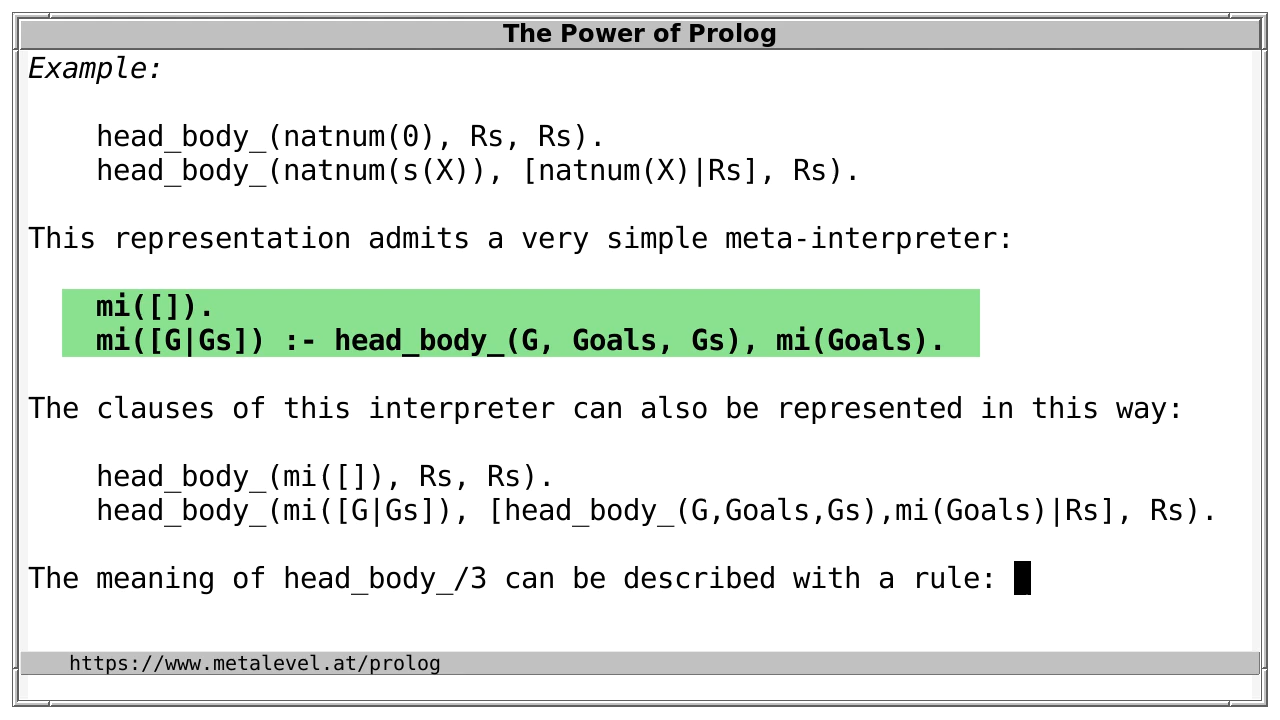 The Power of Prolog
Example:
head_body_(natnum(0), Rs, Rs).
head_body_(natnum(s(X)), [natnum(X)|Rs], Rs).
This representation admits a very simple meta-interpreter:
mi([]).
mi([G|Gs]) :- head_body_(G, Goals, Gs), mi(Goals).
The clauses of this interpreter can also be represented in this way:
head_body_(mi([]), Rs, Rs).
head_body_(mi([G|Gs]), [head_body_(G,Goals,Gs),mi(Goals)|Rs], Rs).
The meaning of head_body_/3 can be described with a rule:
https://www.metalevel.at/prolog